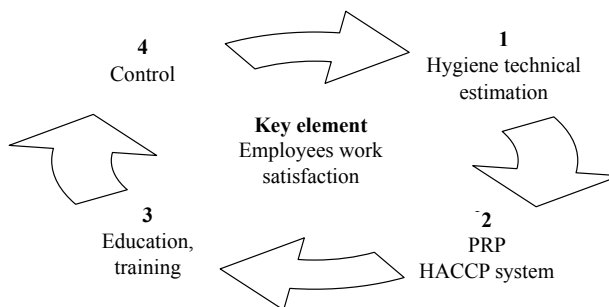 4
Control
1
Hygiene technical
estimation
Key element
Employees work
satisfaction
3
Education,
training
2
PRP
HACCP system